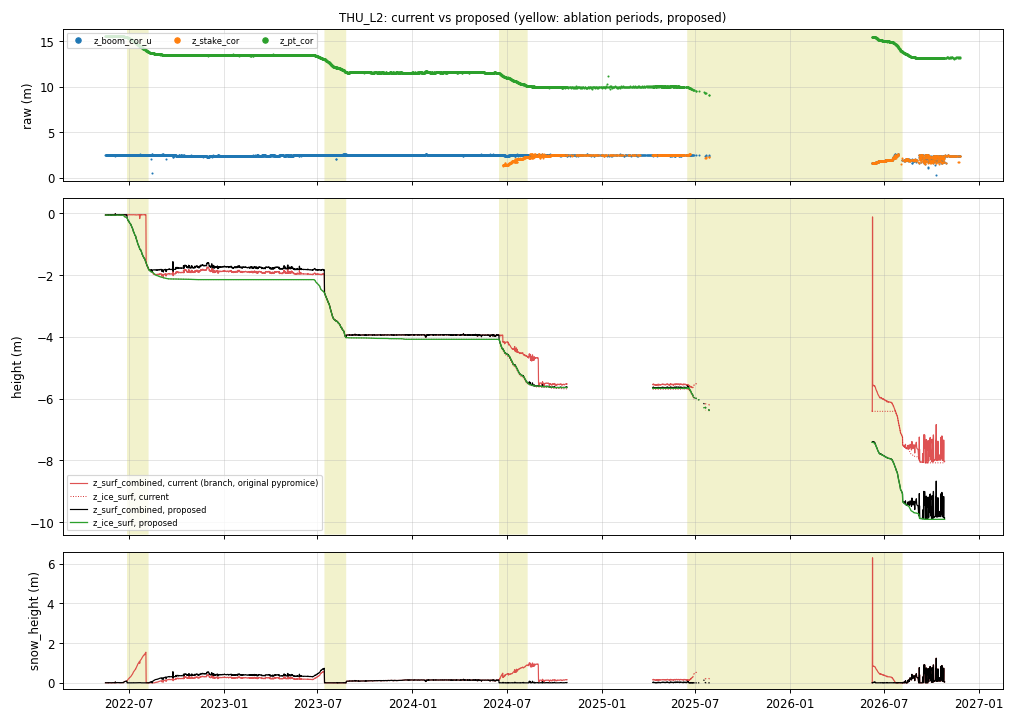 THU_L2: current vs proposed (yellow: ablation periods, proposed)
z_boom_cor_u z_stake_cor z_pt_cor
15
10
5
0
raw (m)
0
−2
−4
−6
−8
−10
height (m)
z_surf_combined, current (branch, original pypromice)
z_ice_surf, current
z_surf_combined, proposed
z_ice_surf, proposed
6
4
2
0
snow_height (m)
2022-07 2023-01 2023-07 2024-01 2024-07 2025-01 2025-07 2026-01 2026-07 2027-01